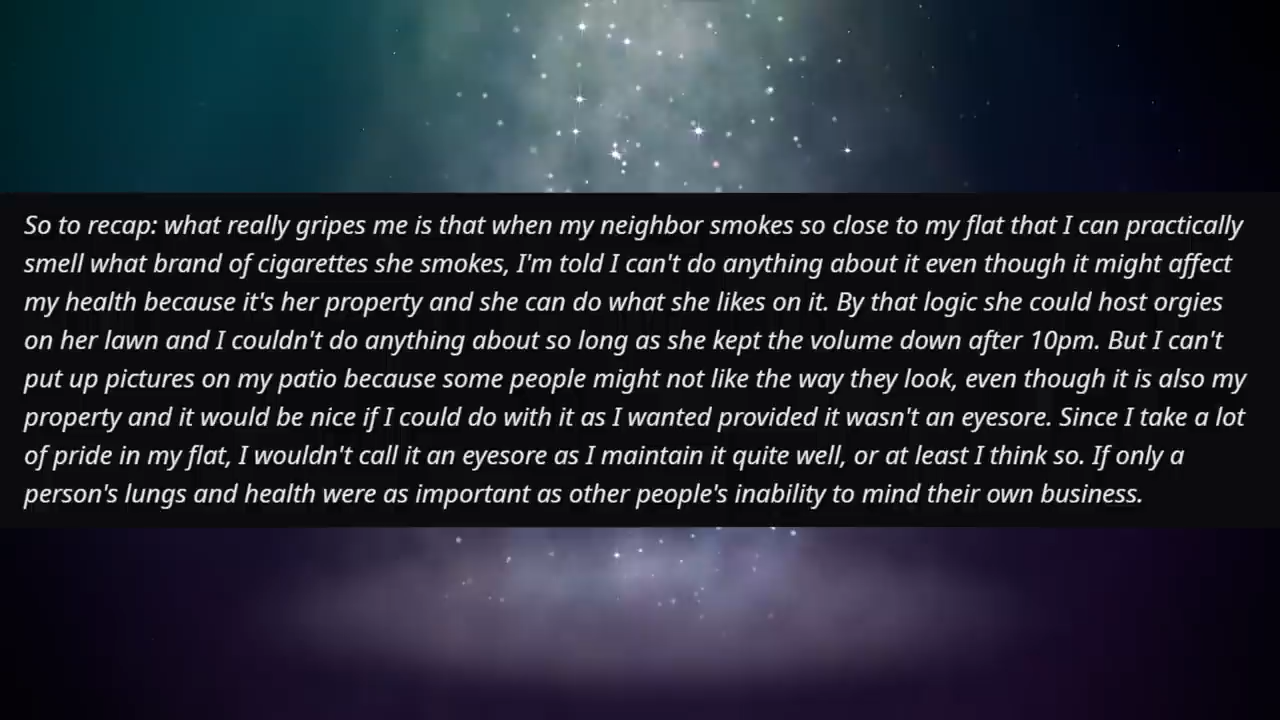 So to recap: what really gripes me is that when my neighbor smokes so close to my flat that I can practically
smell what brand of cigarettes she smokes, I'm told I can't do anything about it even though it might affect
my health because it's her property and she can do what she likes on it. By that logic she could host orgies
on her lawn and I couldn't do anything about so long as she kept the volume down after 10pm. But I can't
put up pictures on my patio because some people might not like the way they look, even though it is also my
property and it would be nice if I could do with it as I wanted provided it wasn't an eyesore. Since I take a lot
of pride in my flat, I wouldn't call it an eyesore as I maintain it quite well, or at least I think so. If only a
person's lungs and health were as important as other people's inability to mind their own business.